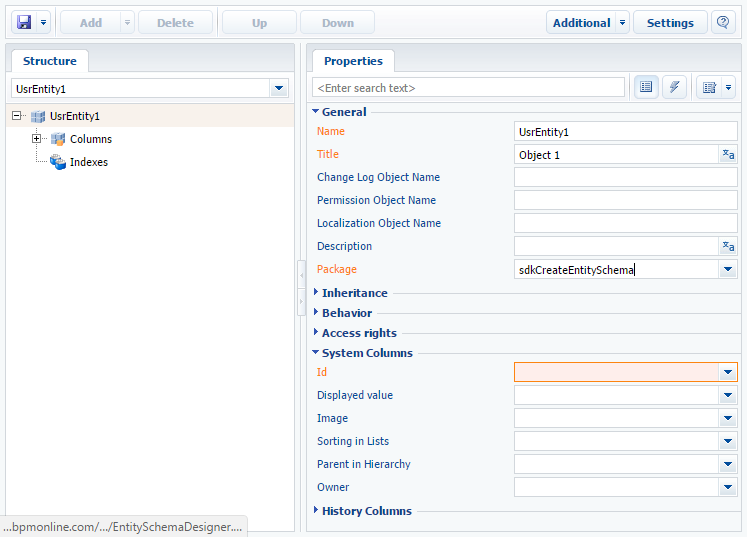 Add Delete Up Down Additional Settings
Structure
UsrEntity1
UsrEntity1
Columns
Indexes
Properties
<Enter search text>
General
Name UsrEntity1
Title Object 1
Change Log Object Name
Permission Object Name
Localization Object Name
Description
Package sdkCreateEntitySchema
Inheritance
Behavior
Access rights
System Columns
Id
Displayed value
Image
Sorting in Lists
Parent in Hierarchy
Owner
History Columns
...bpmonline.com/.../EntitySchemaDesigner....